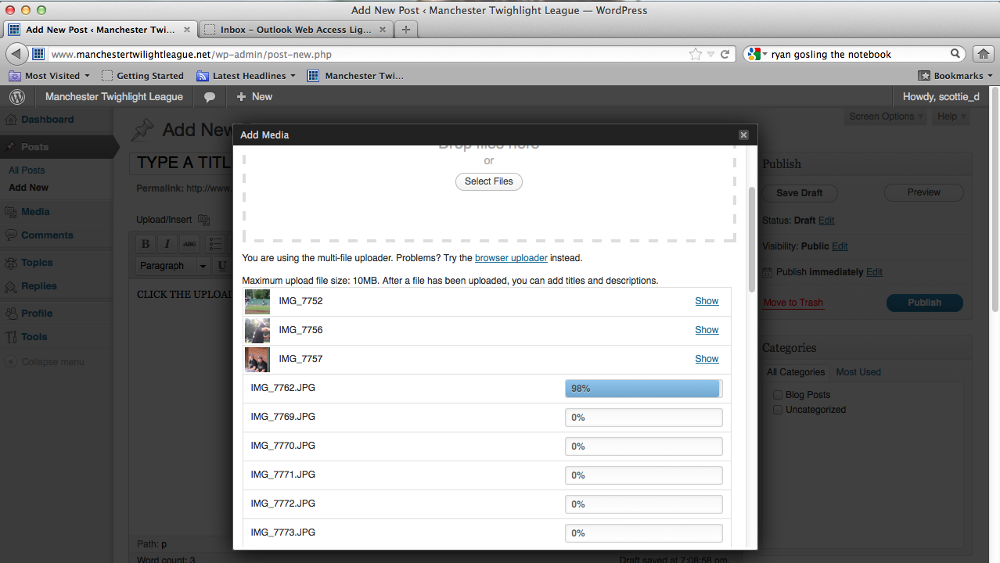 Add New Post ‹ Manchester Twighlight League — WordPress
Add New Post ‹ Manchester Twi...
Inbox – Outlook Web Access Lig...
www.manchestertwilightleague.net/wp-admin/post-new.php
ryan gosling the notebook
Most Visited
Getting Started
Latest Headlines
Manchester Twi...
Bookmarks
Manchester Twighlight League
New
Howdy, scottie_d
Screen Options
Help
Dashboard
Posts
All Posts
Add New
Media
Comments
Topics
Replies
Profile
Tools
Collapse menu
Add New
TYPE A TITL
Permalink: http://www.
Upload/Insert
B I ABC
Paragraph U
CLICK THE UPLOA
Path: p
Word count: 3
Draft saved at 7:08:58 pm.
Add Media
Drop files here
or
Select Files
You are using the multi-file uploader. Problems? Try the browser uploader instead.
Maximum upload file size: 10MB. After a file has been uploaded, you can add titles and descriptions.
IMG_7752 Show
IMG_7756 Show
IMG_7757 Show
IMG_7762.JPG 98%
IMG_7769.JPG 0%
IMG_7770.JPG 0%
IMG_7771.JPG 0%
IMG_7772.JPG 0%
IMG_7773.JPG 0%
Publish
Save Draft
Preview
Status: Draft Edit
Visibility: Public Edit
Publish immediately Edit
Move to Trash
Publish
Categories
All Categories
Most Used
Blog Posts
Uncategorized